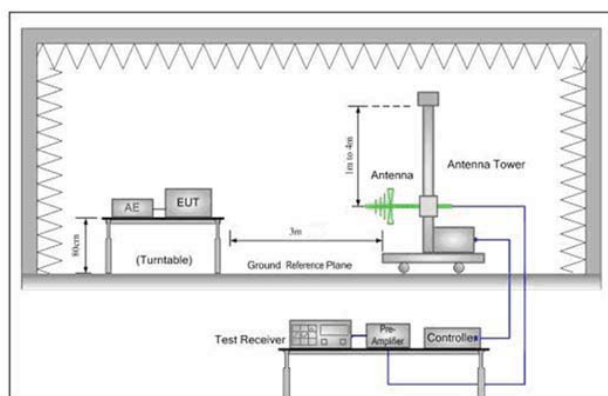 1m to 4m
Antenna
Antenna Tower
AE
EUT
80cm
3m
(Turntable)
Ground Reference Plane
Test Receiver
Pre-
Amplifier
Controller